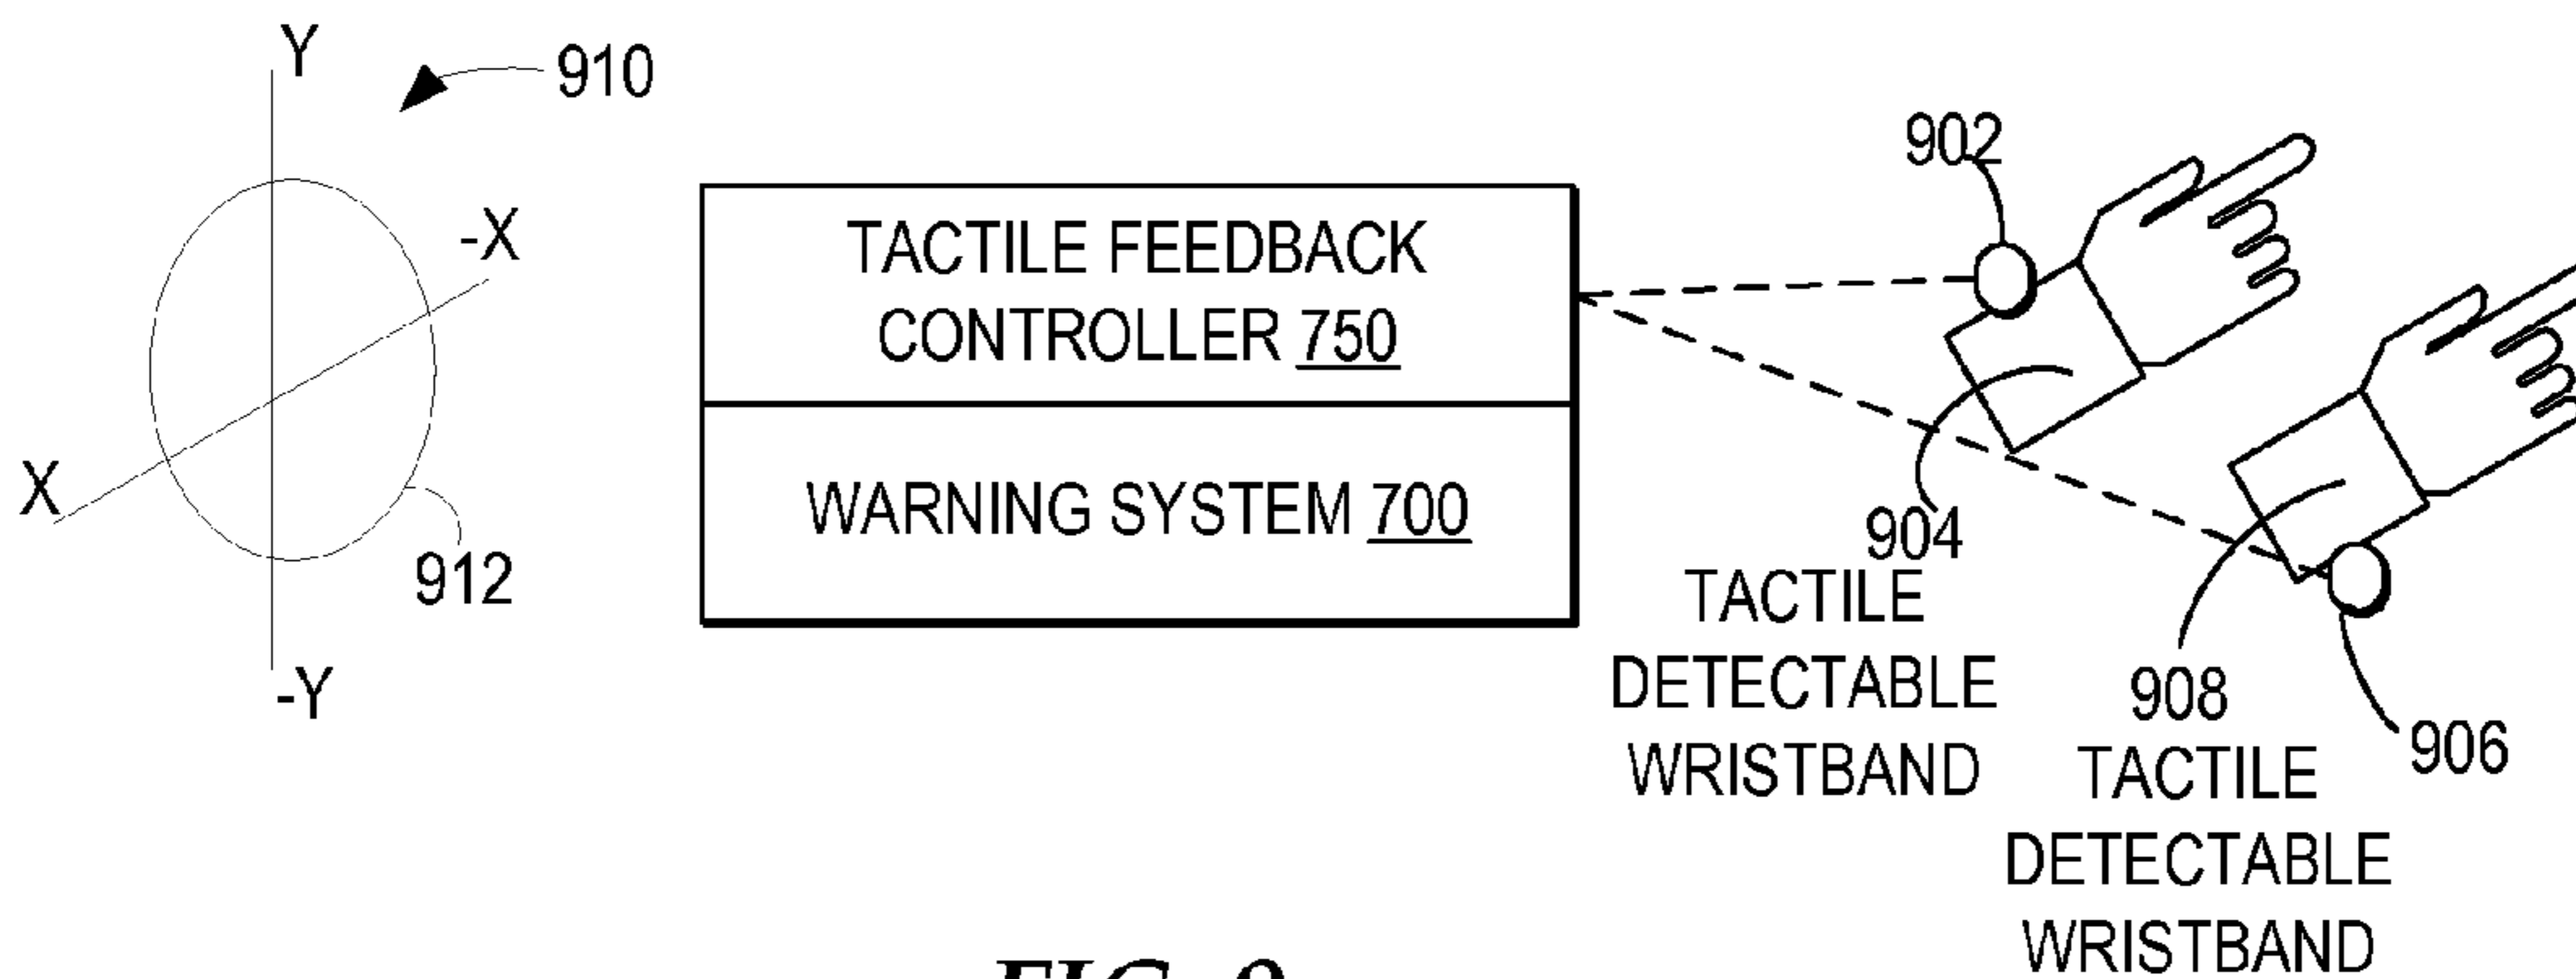 Y
910
-X
X
912
-Y
TACTILE FEEDBACK
CONTROLLER 750
WARNING SYSTEM 700
902
904
TACTILE
DETECTABLE
WRISTBAND
908
TACTILE
DETECTABLE
WRISTBAND
906